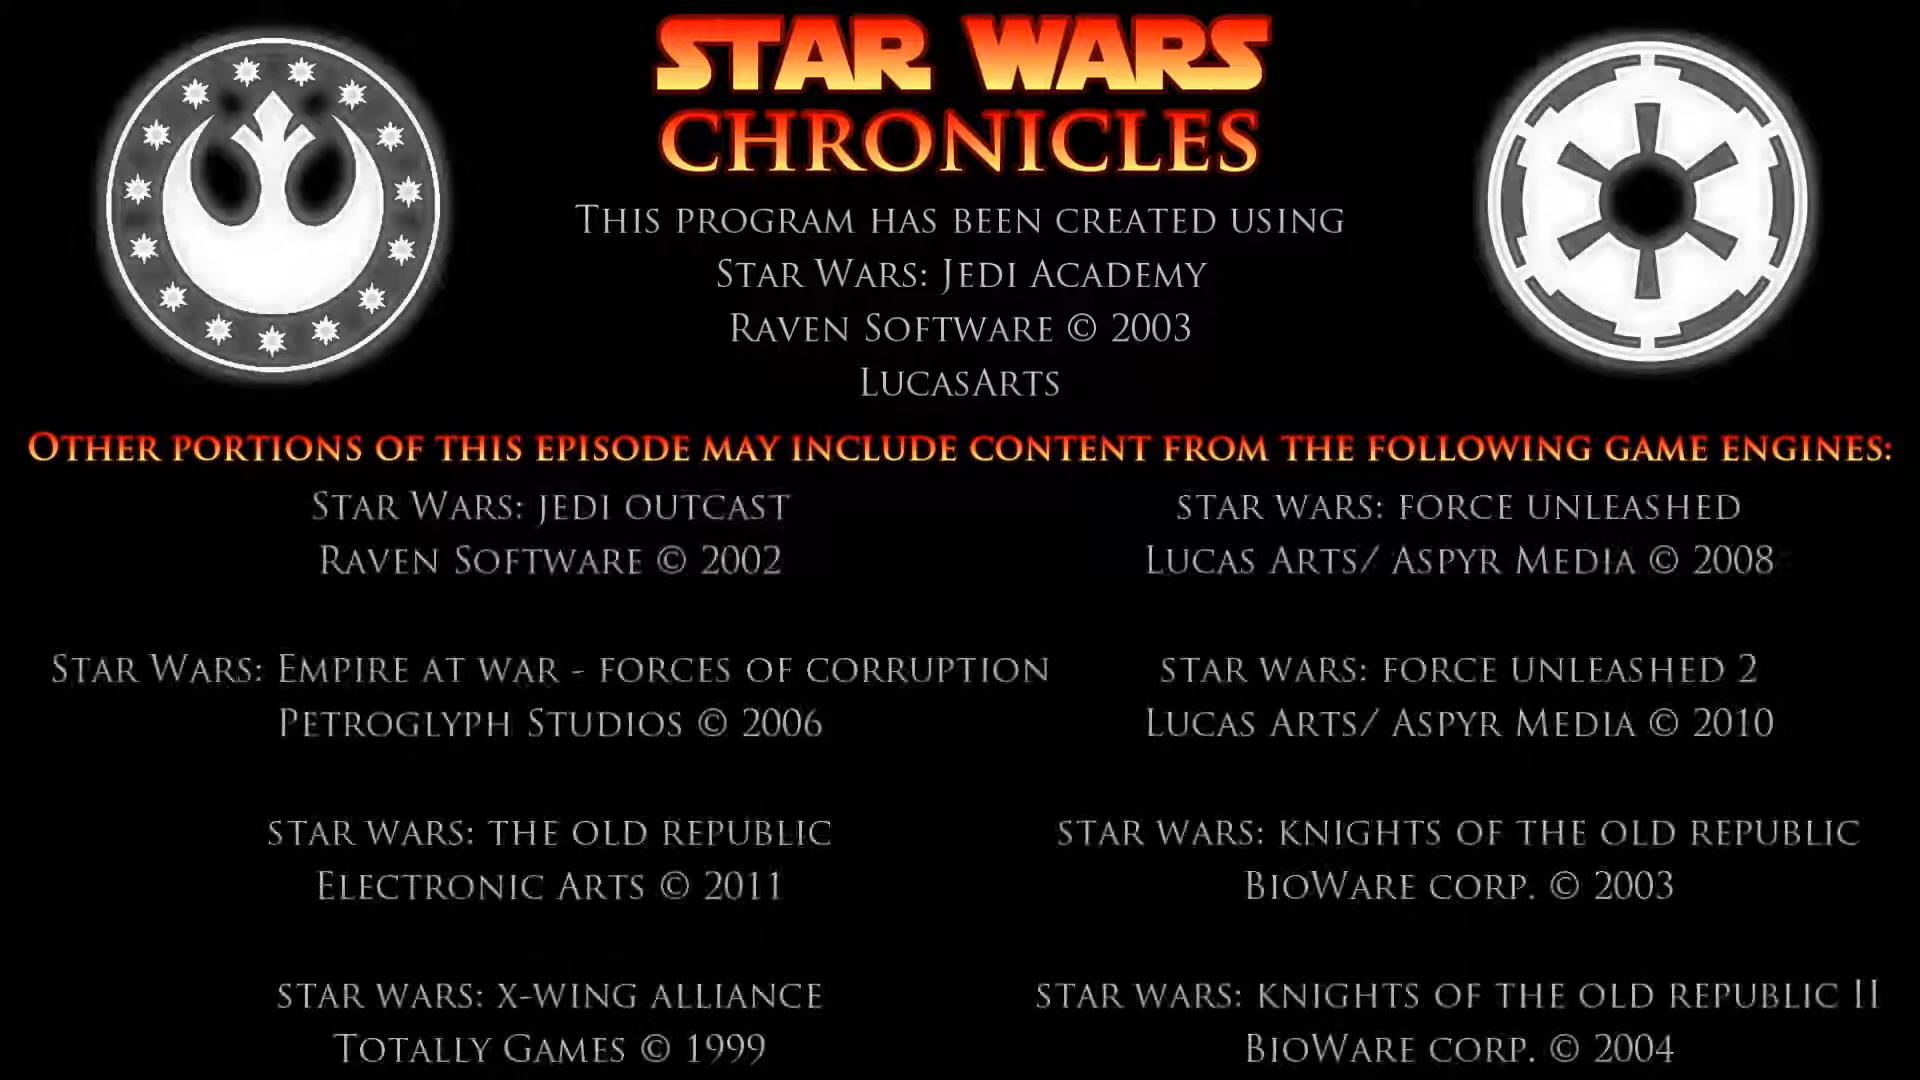 STAR WARS
CHRONICLES
THIS PROGRAM HAS BEEN CREATED USING
STAR WARS: JEDI ACADEMY
RAVEN SOFTWARE © 2003
LUCASARTS
OTHER PORTIONS OF THIS EPISODE MAY INCLUDE CONTENT FROM THE FOLLOWING GAME ENGINES:
STAR WARS: JEDI OUTCAST
RAVEN SOFTWARE © 2002
STAR WARS: EMPIRE AT WAR - FORCES OF CORRUPTION
PETROGLYPH STUDIOS © 2006
STAR WARS: THE OLD REPUBLIC
ELECTRONIC ARTS © 2011
STAR WARS: X-WING ALLIANCE
TOTALLY GAMES © 1999
STAR WARS: FORCE UNLEASHED
LUCAS ARTS/ ASPYR MEDIA © 2008
STAR WARS: FORCE UNLEASHED 2
LUCAS ARTS/ ASPYR MEDIA © 2010
STAR WARS: KNIGHTS OF THE OLD REPUBLIC
BIOWARE CORP. © 2003
STAR WARS: KNIGHTS OF THE OLD REPUBLIC II
BIOWARE CORP. © 2004